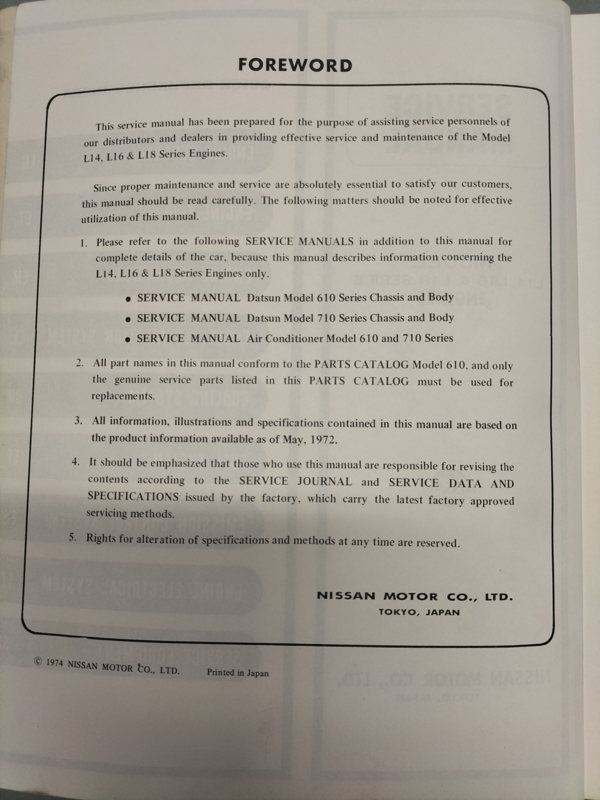 FOREWORD
This service manual has been prepared for the purpose of assisting service personnels of
our distributors and dealers in providing effective service and maintenance of the Model
L14, L16 & L18 Series Engines.
Since proper maintenance and service are absolutely essential to satisfy our customers,
this manual should be read carefully. The following matters should be noted for effective
utilization of this manual.
1. Please refer to the following SERVICE MANUALS in addition to this manual for
complete details of the car, because this manual describes information concerning the
L14, L16 & L18 Series Engines only.
● SERVICE MANUAL Datsun Model 610 Series Chassis and Body
● SERVICE MANUAL Datsun Model 710 Series Chassis and Body
● SERVICE MANUAL Air Conditioner Model 610 and 710 Series
2. All part names in this manual conform to the PARTS CATALOG Model 610, and only
the genuine service parts listed in this PARTS CATALOG must be used for
replacements.
3. All information, illustrations and specifications contained in this manual are based on
the product information available as of May, 1972.
4. It should be emphasized that those who use this manual are responsible for revising the
contents according to the SERVICE JOURNAL and SERVICE DATA AND
SPECIFICATIONS issued by the factory, which carry the latest factory approved
servicing methods.
5. Rights for alteration of specifications and methods at any time are reserved.
NISSAN MOTOR CO., LTD.
TOKYO, JAPAN
© 1974 NISSAN MOTOR CO., LTD. Printed in Japan